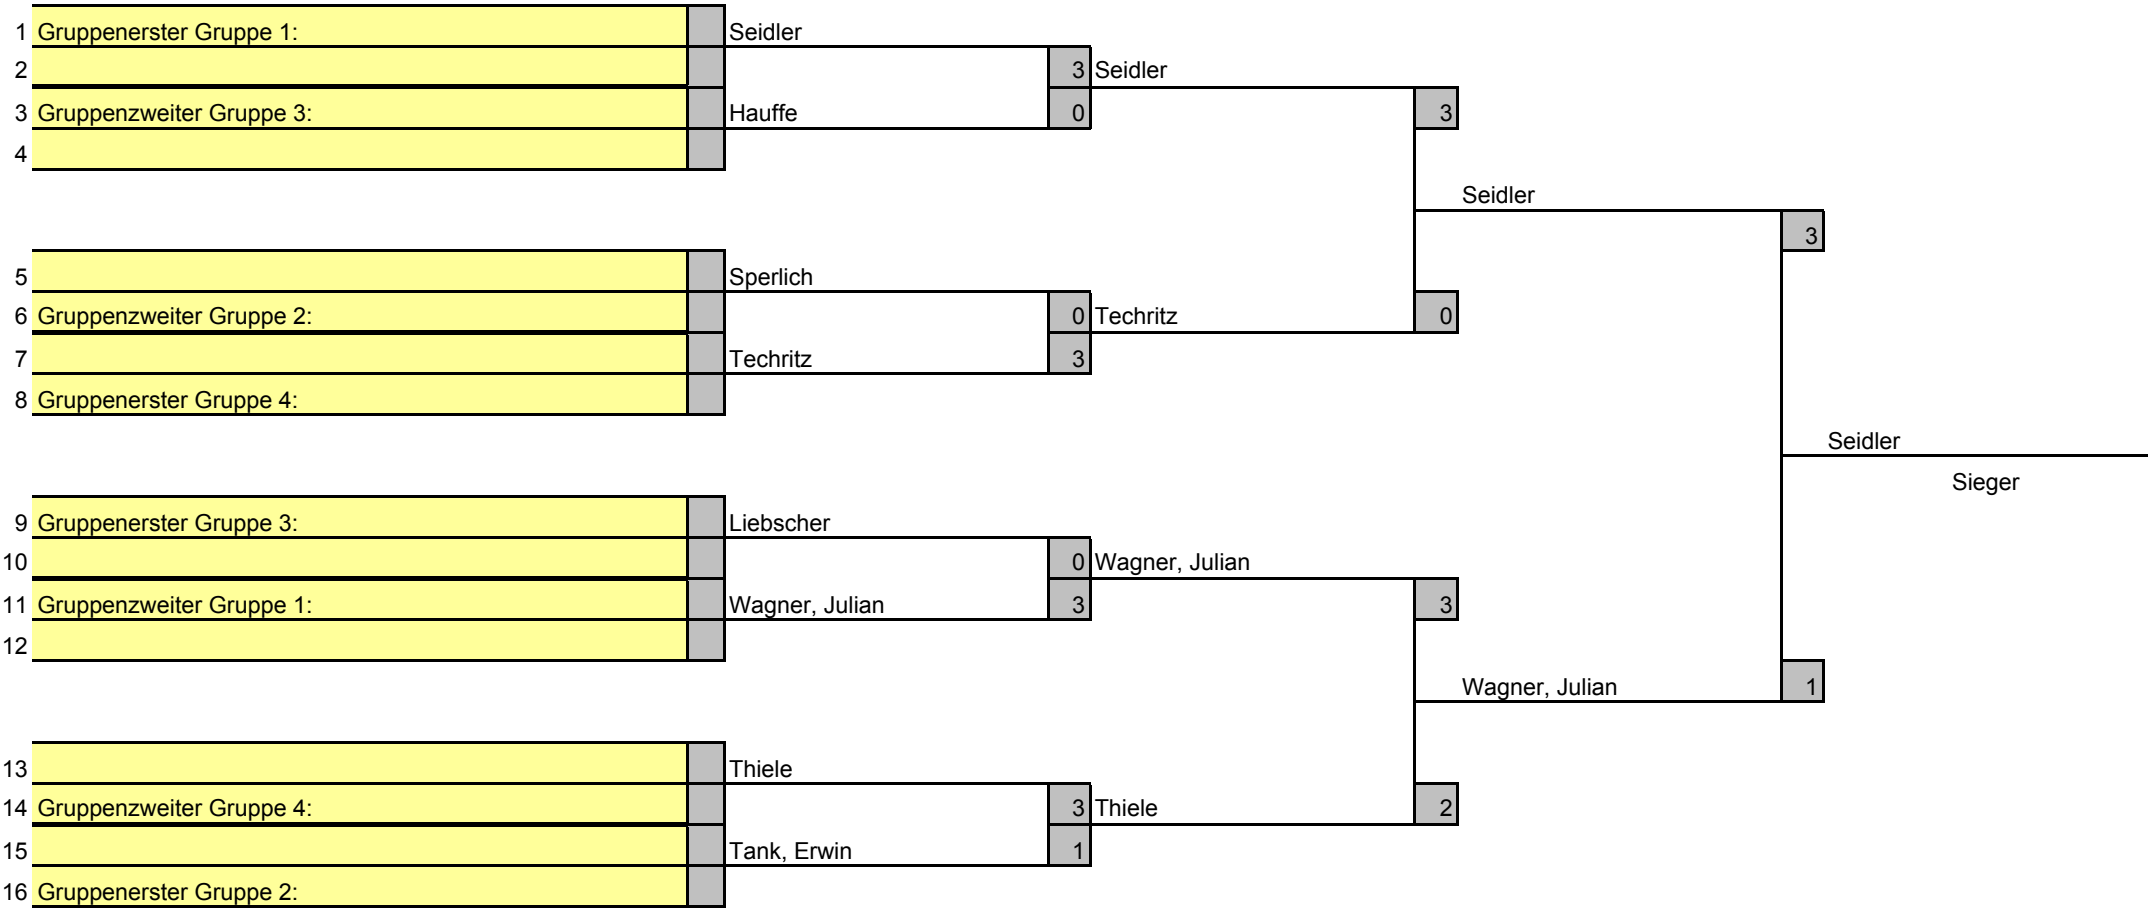 1 Gruppenerster Gruppe 1: Seidler
2 3 Seidler
3 Gruppenzweiter Gruppe 3: Hauffe 0 3
4
Seidler
3
5 Sperlich
6 Gruppenzweiter Gruppe 2: 0 Techritz 0
7 Techritz 3
8 Gruppenerster Gruppe 4:
Seidler
Sieger
9 Gruppenerster Gruppe 3: Liebscher
10 0 Wagner, Julian
11 Gruppenzweiter Gruppe 1: Wagner, Julian 3 3
12
Wagner, Julian 1
13 Thiele
14 Gruppenzweiter Gruppe 4: 3 Thiele 2
15 Tank, Erwin 1
16 Gruppenerster Gruppe 2: